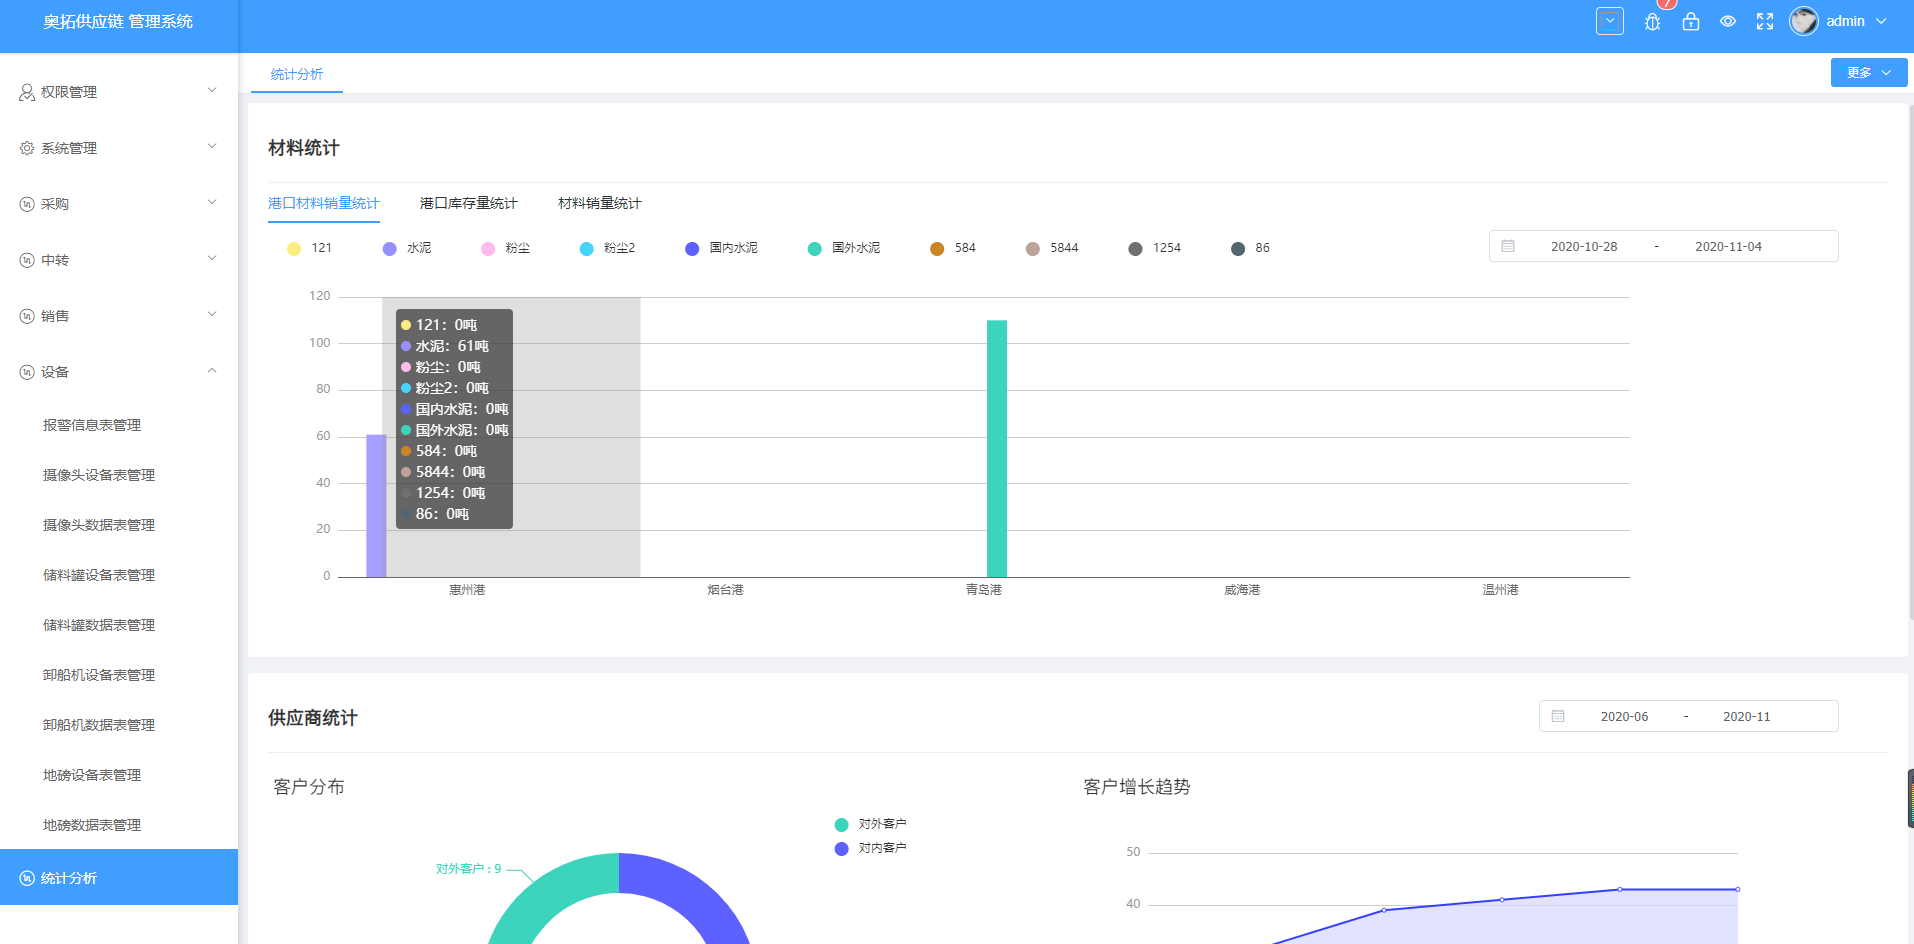 奥拓供应链 管理系统
7
admin
权限管理
系统管理
采购
中转
销售
设备
报警信息表管理
摄像头设备表管理
摄像头数据表管理
储料罐设备表管理
储料罐数据表管理
卸船机设备表管理
卸船机数据表管理
地磅设备表管理
地磅数据表管理
统计分析
统计分析
更多
材料统计
港口材料销量统计 港口库存量统计 材料销量统计
121 水泥 粉尘 粉尘2 国内水泥 国外水泥 584 5844 1254 86
2020-10-28 - 2020-11-04
120
100
80
60
40
20
0
121：0吨
水泥：61吨
粉尘：0吨
粉尘2：0吨
国内水泥：0吨
国外水泥：0吨
584：0吨
5844：0吨
1254：0吨
86：0吨
惠州港 烟台港 青岛港 威海港 温州港
供应商统计
2020-06 - 2020-11
客户分布
对外客户
对内客户
对外客户 : 9
客户增长趋势
50
40